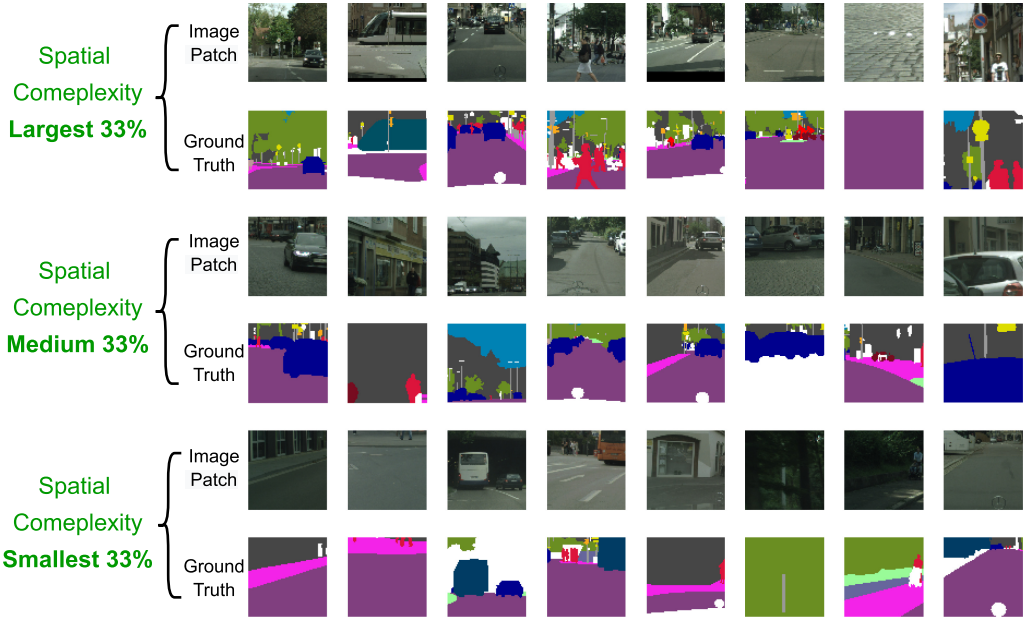 Spatial
Comeplexity
Largest 33%
Image
Patch
Ground
Truth
Spatial
Comeplexity
Medium 33%
Image
Patch
Ground
Truth
Spatial
Comeplexity
Smallest 33%
Image
Patch
Ground
Truth